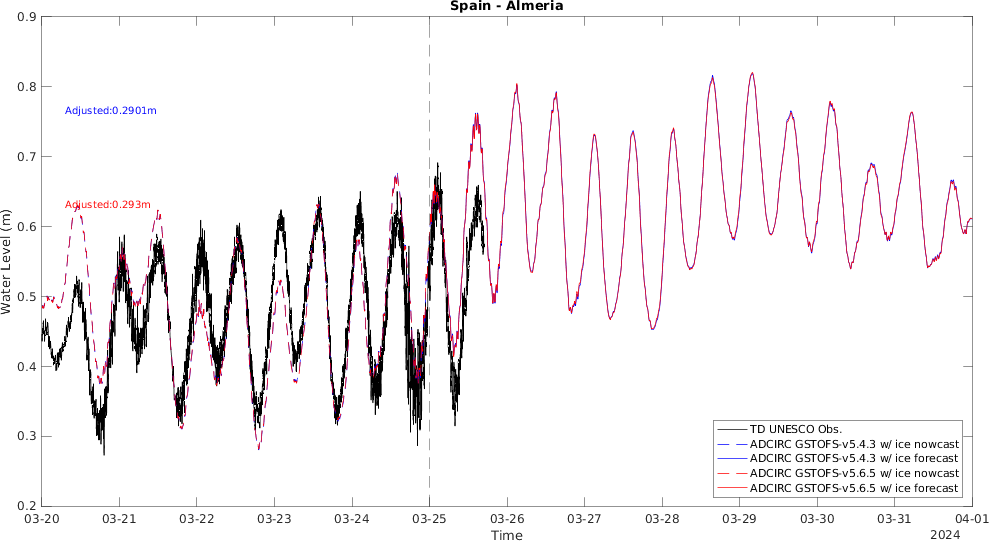 Spain - Almeria
0.9
0.8
0.7
0.6
0.5
0.4
0.3
0.2
Water Level (m)
Adjusted:0.2901m
Adjusted:0.293m
TD UNESCO Obs.
ADCIRC GSTOFS-v5.4.3 w/ ice nowcast
ADCIRC GSTOFS-v5.4.3 w/ ice forecast
ADCIRC GSTOFS-v5.6.5 w/ ice nowcast
ADCIRC GSTOFS-v5.6.5 w/ ice forecast
03-20 03-21 03-22 03-23 03-24 03-25 03-26 03-27 03-28 03-29 03-30 03-31 04-01
Time
2024